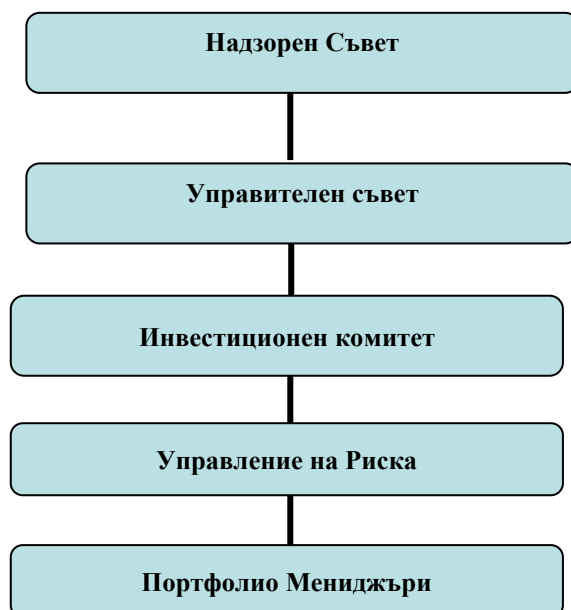 Надзорен Съвет
Управителен съвет
Инвестиционен комитет
Управление на Риска
Портфолио Мениджъри